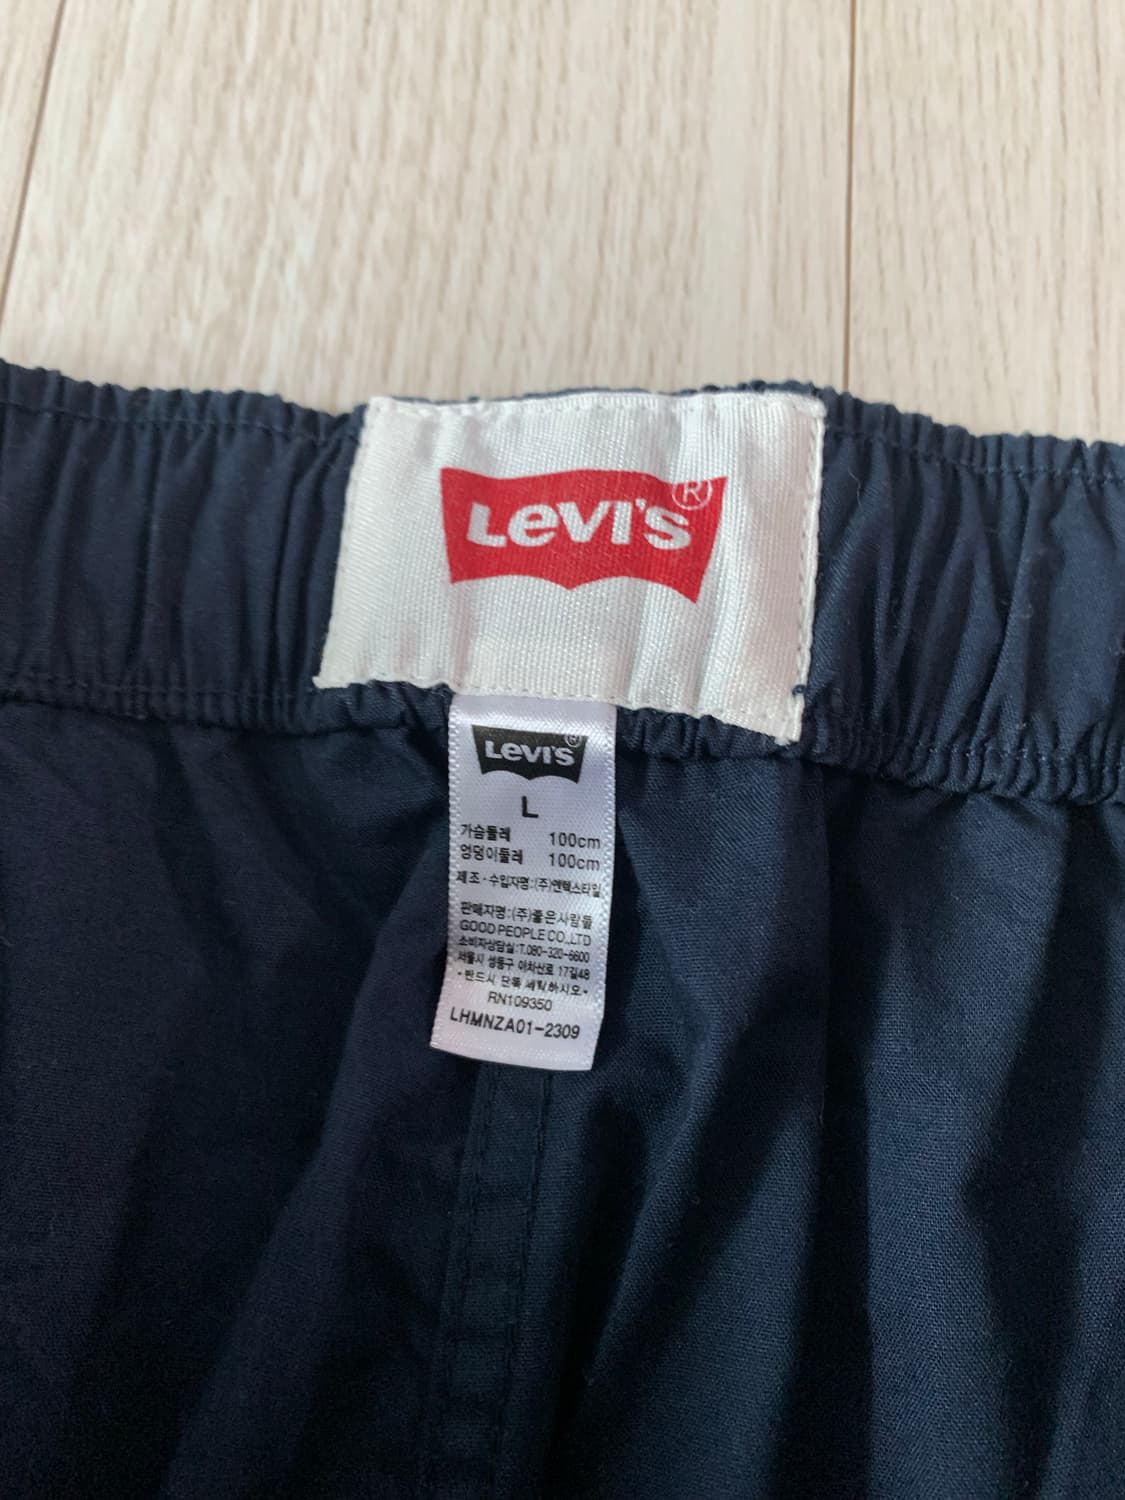 Levi's®
Levi's®
L
가슴둘레 100cm
엉덩이둘레 100cm
제조·수입자명:(주)엔텍스타일
판매자명:(주)좋은사람들
GOOD PEOPLE CO.,LTD
소비자상담실:T.080-320-6600
서울시 성동구 아차산로 17길48
·반드시 단독 세탁하시오·
RN109350
LHMNZA01-2309